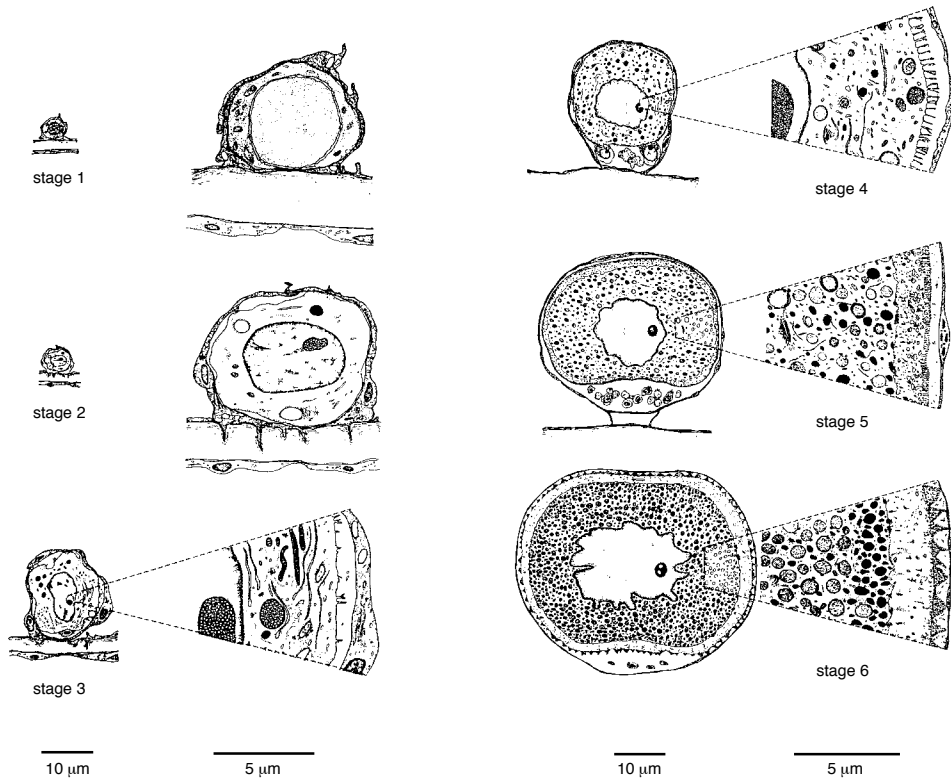 stage 1
stage 4
stage 2
stage 5
stage 3
stage 6
10 μm
5 μm
10 μm
5 μm